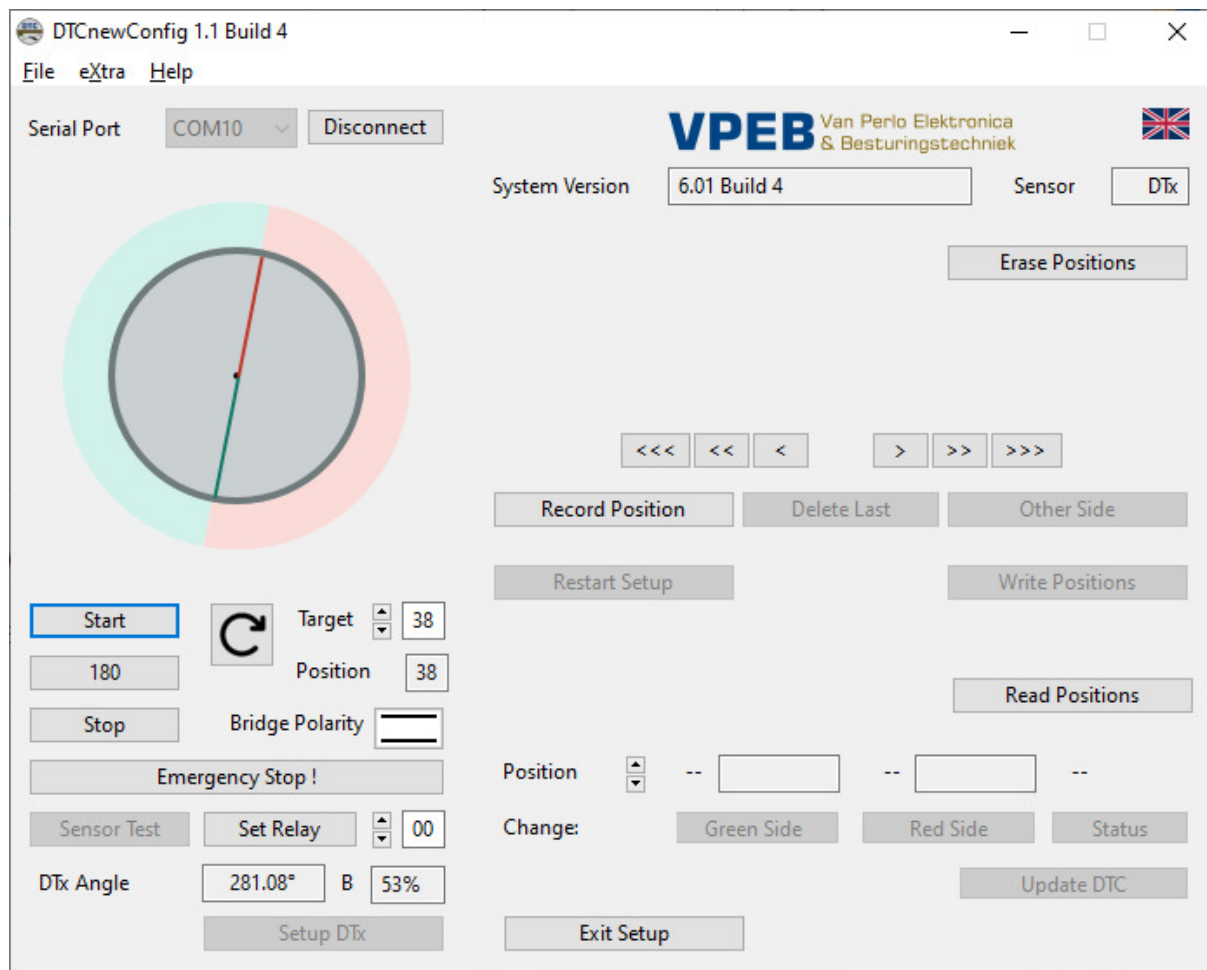 DTCnewConfig 1.1 Build 4
File eXtra Help
Serial Port COM10 Disconnect
VPEB Van Perlo Elektronica
& Besturingstechniek
System Version 6.01 Build 4 Sensor DTx
Erase Positions
<<< << < > >> >>>
Record Position Delete Last Other Side
Restart Setup Write Positions
Start Target 38
180 Position 38
Read Positions
Stop Bridge Polarity
Emergency Stop !
Position -- -- --
Sensor Test Set Relay 00
Change: Green Side Red Side Status
DTx Angle 281.08° B 53%
Update DTC
Setup DTx
Exit Setup